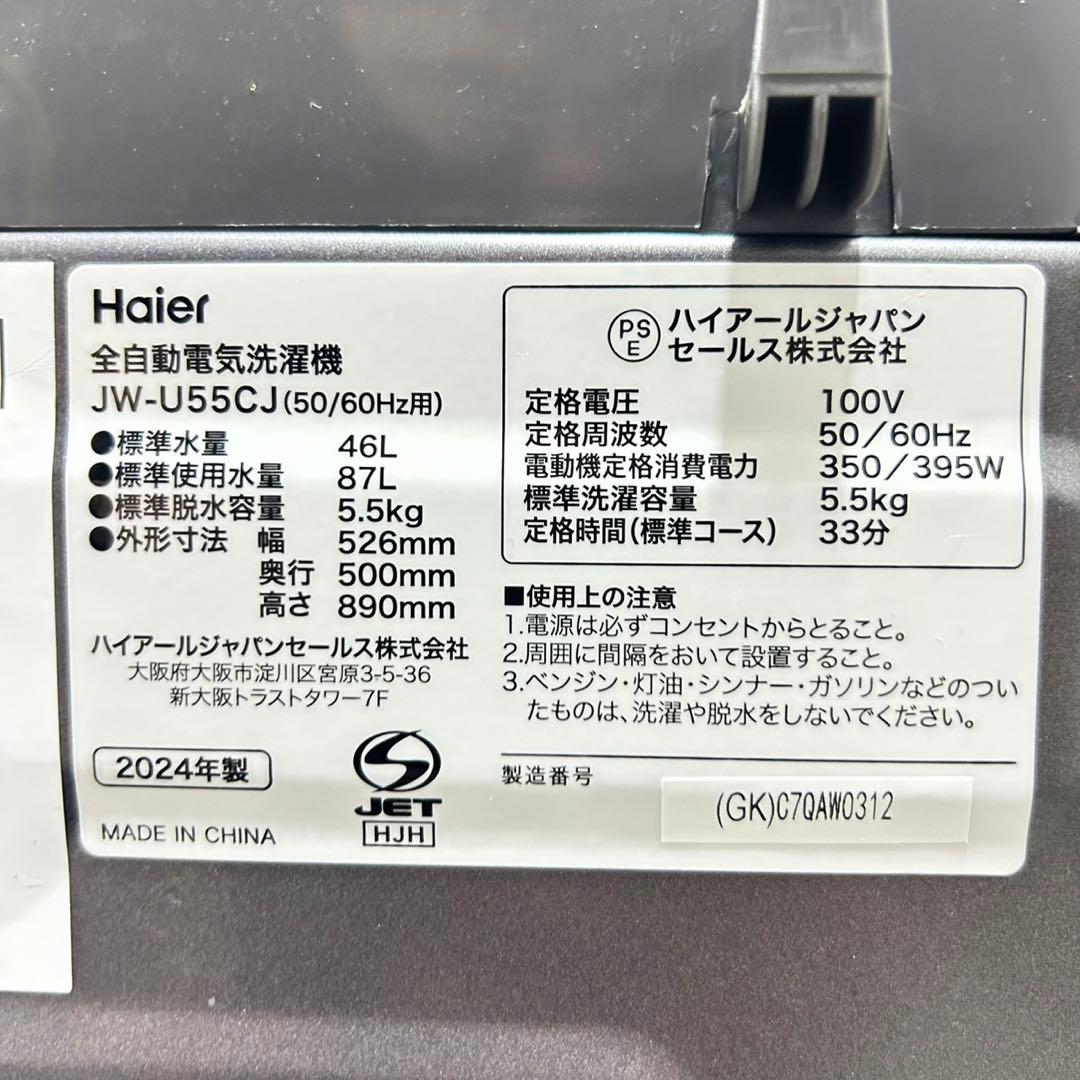 Haier
全自動電気洗濯機
JW-U55CJ(50/60Hz用)
●標準水量 46L
●標準使用水量 87L
●標準脱水容量 5.5kg
●外形寸法 幅 526mm
奥行 500mm
高さ 890mm
ハイアールジャパンセールス株式会社
大阪府大阪市淀川区宮原3-5-36
新大阪トラストタワー7F
2024年製
MADE IN CHINA
JET
HJH
PS
E
ハイアールジャパン
セールス株式会社
定格電圧 100V
定格周波数 50/60Hz
電動機定格消費電力 350/395W
標準洗濯容量 5.5kg
定格時間(標準コース) 33分
■使用上の注意
1.電源は必ずコンセントからとること。
2.周囲に間隔をおいて設置すること。
3.ベンジン・灯油・シンナー・ガソリンなどのつい
たものは、洗濯や脱水をしないでください。
製造番号
(GK)C7QAW0312